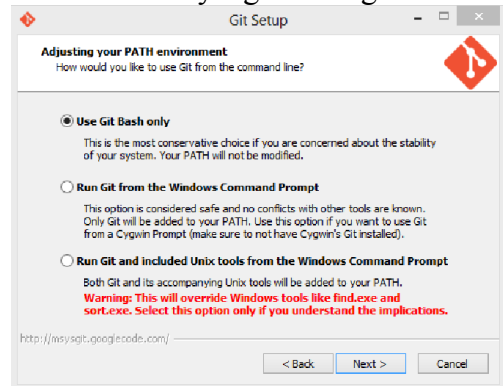 Git Setup
Adjusting your PATH environment
How would you like to use Git from the command line?
Use Git Bash only
This is the most conservative choice if you are concerned about the stability
of your system. Your PATH will not be modified.
Run Git from the Windows Command Prompt
This option is considered safe and no conflicts with other tools are known.
Only Git will be added to your PATH. Use this option if you want to use Git
from a Cygwin Prompt (make sure to not have Cygwin's Git installed).
Run Git and included Unix tools from the Windows Command Prompt
Both Git and its accompanying Unix tools will be added to your PATH.
Warning: This will override Windows tools like find.exe and
sort.exe. Select this option only if you understand the implications.
http://msysgit.googlecode.com/
< Back Next > Cancel